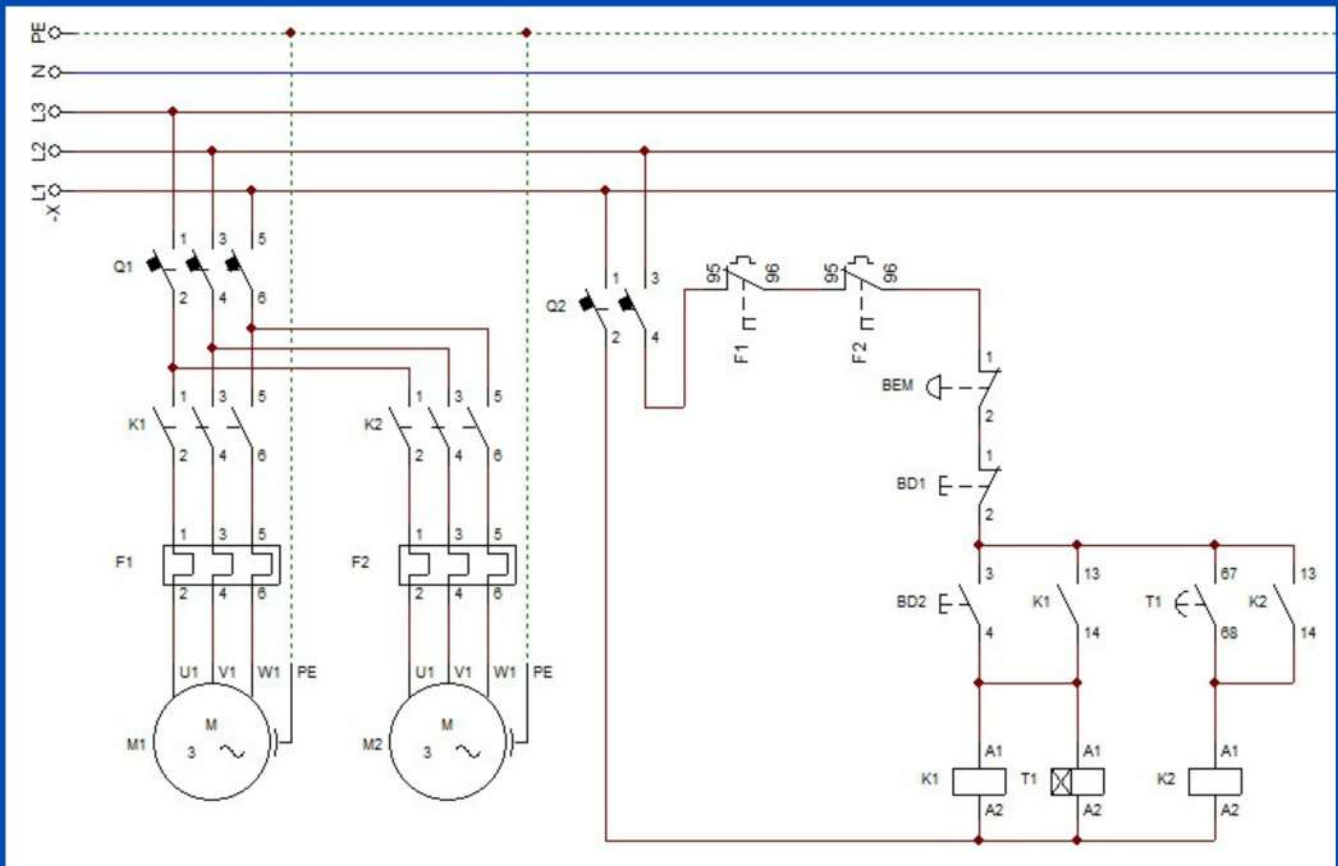 PE
N
L3
L2
L1
-X
1 3 5
Q1
2 4 6
1 3
Q2
2 4
95 96
F1
95 96
F2
1
BEM
2
1 3 5
K1
2 4 6
1 3 5
K2
2 4 6
1
BD1
2
1 3 5
F1
2 4 6
1 3 5
F2
2 4 6
3
BD2
4
13
K1
14
67
T1
68
13
K2
14
U1 V1 W1 PE
M
3
M1
U1 V1 W1 PE
M
3
M2
A1
K1
A2
A1
T1
A2
A1
K2
A2